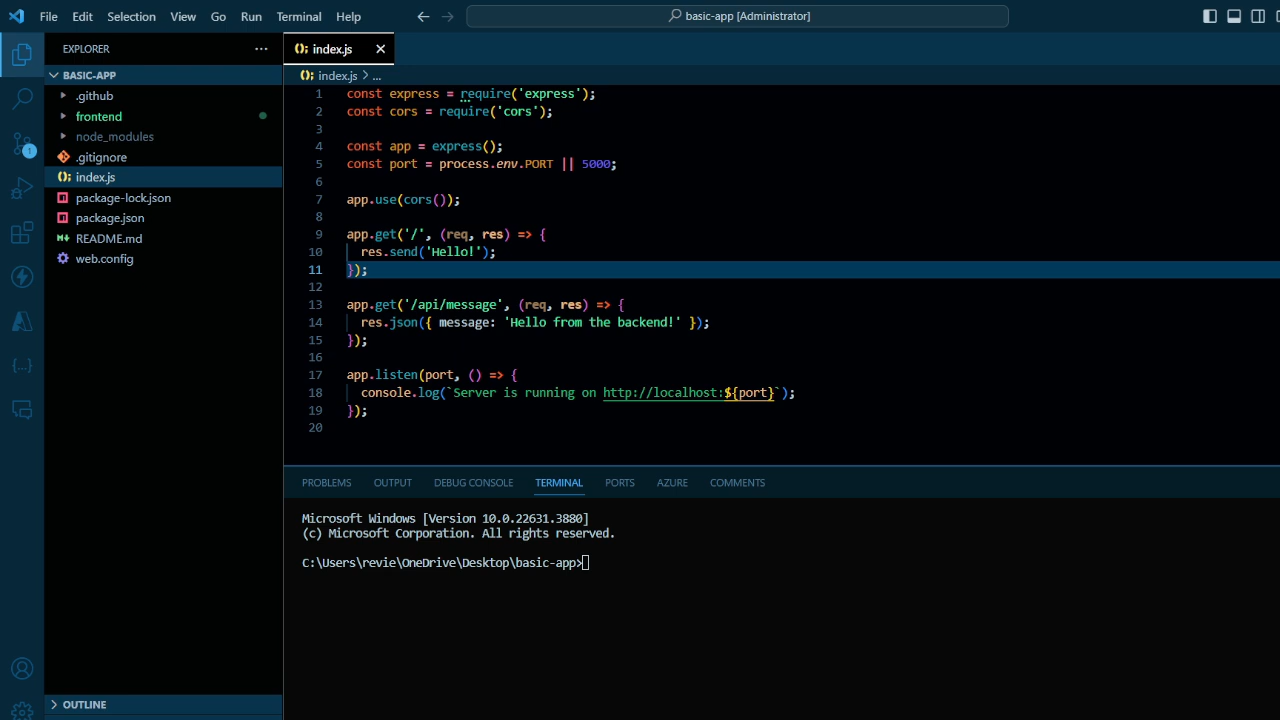 File Edit Selection View Go Run Terminal Help
basic-app [Administrator]
EXPLORER ...
index.js
BASIC-APP
index.js > ...
.github
frontend
node_modules
.gitignore
index.js
package-lock.json
package.json
README.md
web.config
1 const express = require('express');
2 const cors = require('cors');
3
4 const app = express();
5 const port = process.env.PORT || 5000;
6
7 app.use(cors());
8
9 app.get('/', (req, res) => {
10   res.send('Hello!');
11 });
12
13 app.get('/api/message', (req, res) => {
14   res.json({ message: 'Hello from the backend!' });
15 });
16
17 app.listen(port, () => {
18   console.log(`Server is running on http://localhost:${port}`);
19 });
20
PROBLEMS OUTPUT DEBUG CONSOLE TERMINAL PORTS AZURE COMMENTS
Microsoft Windows [Version 10.0.22631.3880]
(c) Microsoft Corporation. All rights reserved.
C:\Users\revie\OneDrive\Desktop\basic-app>
OUTLINE